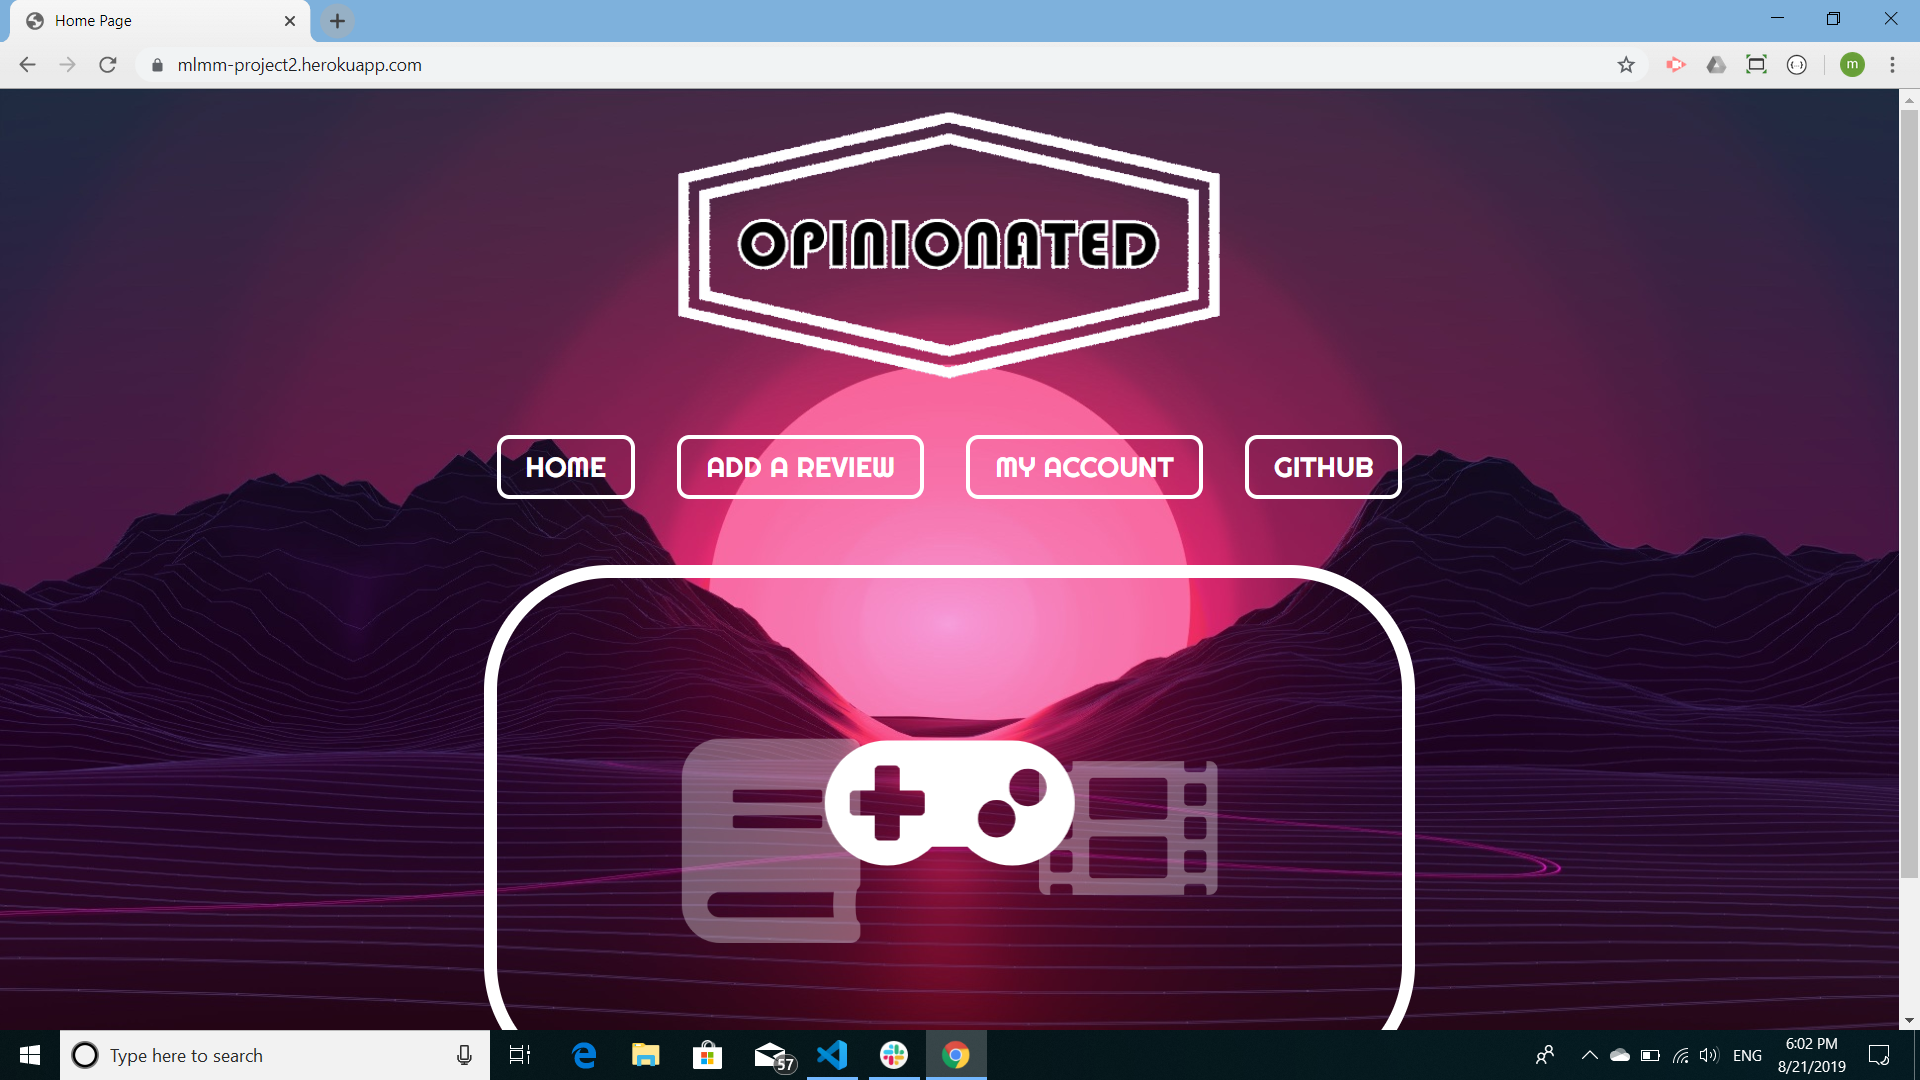 Home Page
mlmm-project2.herokuapp.com
m
OPINIONATED
HOME
ADD A REVIEW
MY ACCOUNT
GITHUB
Type here to search
57
ENG
6:02 PM
8/21/2019